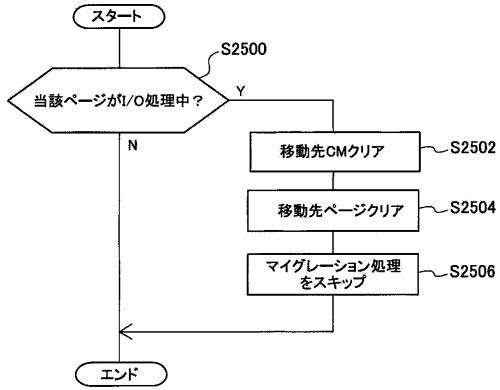 スタート
S2500
当該ページがI/O処理中？
Y
N
移動先CMクリア
S2502
移動先ページクリア
S2504
マイグレーション処理
をスキップ
S2506
エンド